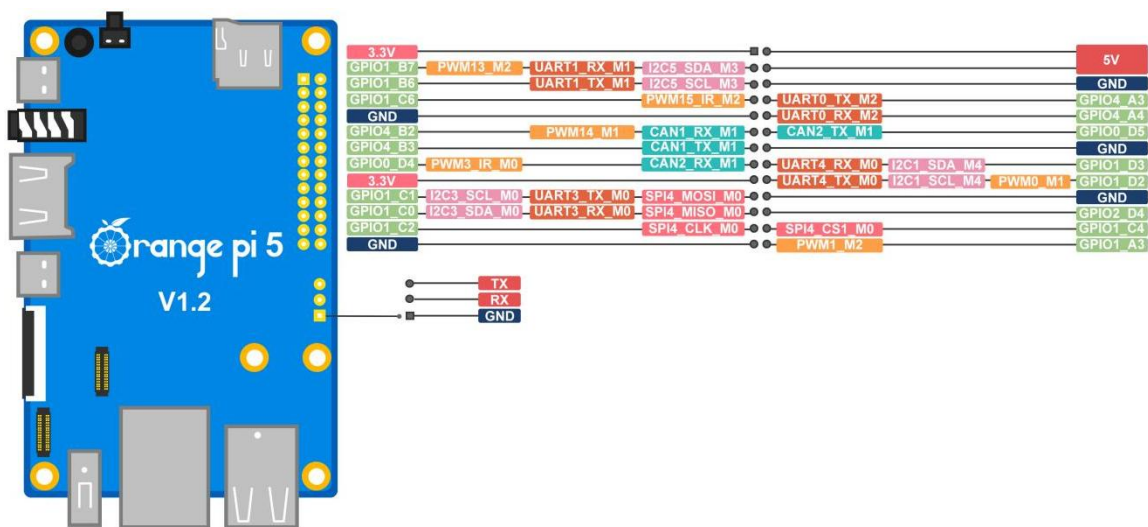 3.3V 5V
GPIO1_B7 PWM13_M2 UART1_RX_M1 I2C5_SDA_M3
GPIO1_B6 UART1_TX_M1 I2C5_SCL_M3 GND
GPIO1_C6 PWM15_IR_M2 UART0_TX_M2 GPIO4_A3
GND UART0_RX_M2 GPIO4_A4
GPIO4_B2 PWM14_M1 CAN1_RX_M1 CAN2_TX_M1 GPIO0_D5
GPIO4_B3 CAN1_TX_M1 GND
GPIO0_D4 PWM3_IR_M0 CAN2_RX_M1 UART4_RX_M0 I2C1_SDA_M4 GPIO1_D3
3.3V UART4_TX_M0 I2C1_SCL_M4 PWM0_M1 GPIO1_D2
GPIO1_C1 I2C3_SCL_M0 UART3_TX_M0 SPI4_MOSI_M0 GND
GPIO1_C0 I2C3_SDA_M0 UART3_RX_M0 SPI4_MISO_M0 GPIO2_D4
GPIO1_C2 SPI4_CLK_M0 SPI4_CS1_M0 GPIO1_C4
GND PWM1_M2 GPIO1_A3
Orange pi 5
V1.2
TX
RX
GND